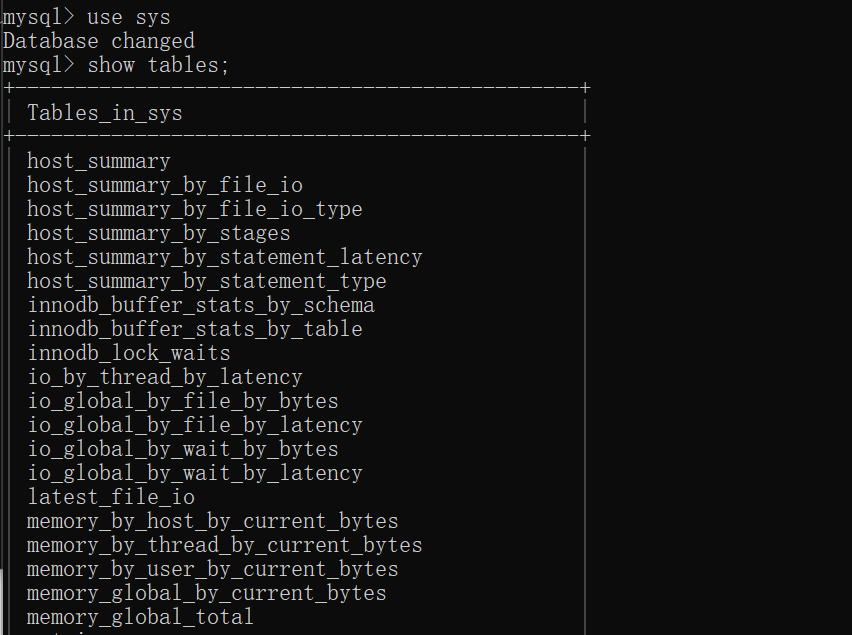 mysql> use sys
Database changed
mysql> show tables;
+-----------------------------------------------+
| Tables_in_sys |
+-----------------------------------------------+
| host_summary |
| host_summary_by_file_io |
| host_summary_by_file_io_type |
| host_summary_by_stages |
| host_summary_by_statement_latency |
| host_summary_by_statement_type |
| innodb_buffer_stats_by_schema |
| innodb_buffer_stats_by_table |
| innodb_lock_waits |
| io_by_thread_by_latency |
| io_global_by_file_by_bytes |
| io_global_by_file_by_latency |
| io_global_by_wait_by_bytes |
| io_global_by_wait_by_latency |
| latest_file_io |
| memory_by_host_by_current_bytes |
| memory_by_thread_by_current_bytes |
| memory_by_user_by_current_bytes |
| memory_global_by_current_bytes |
| memory_global_total |